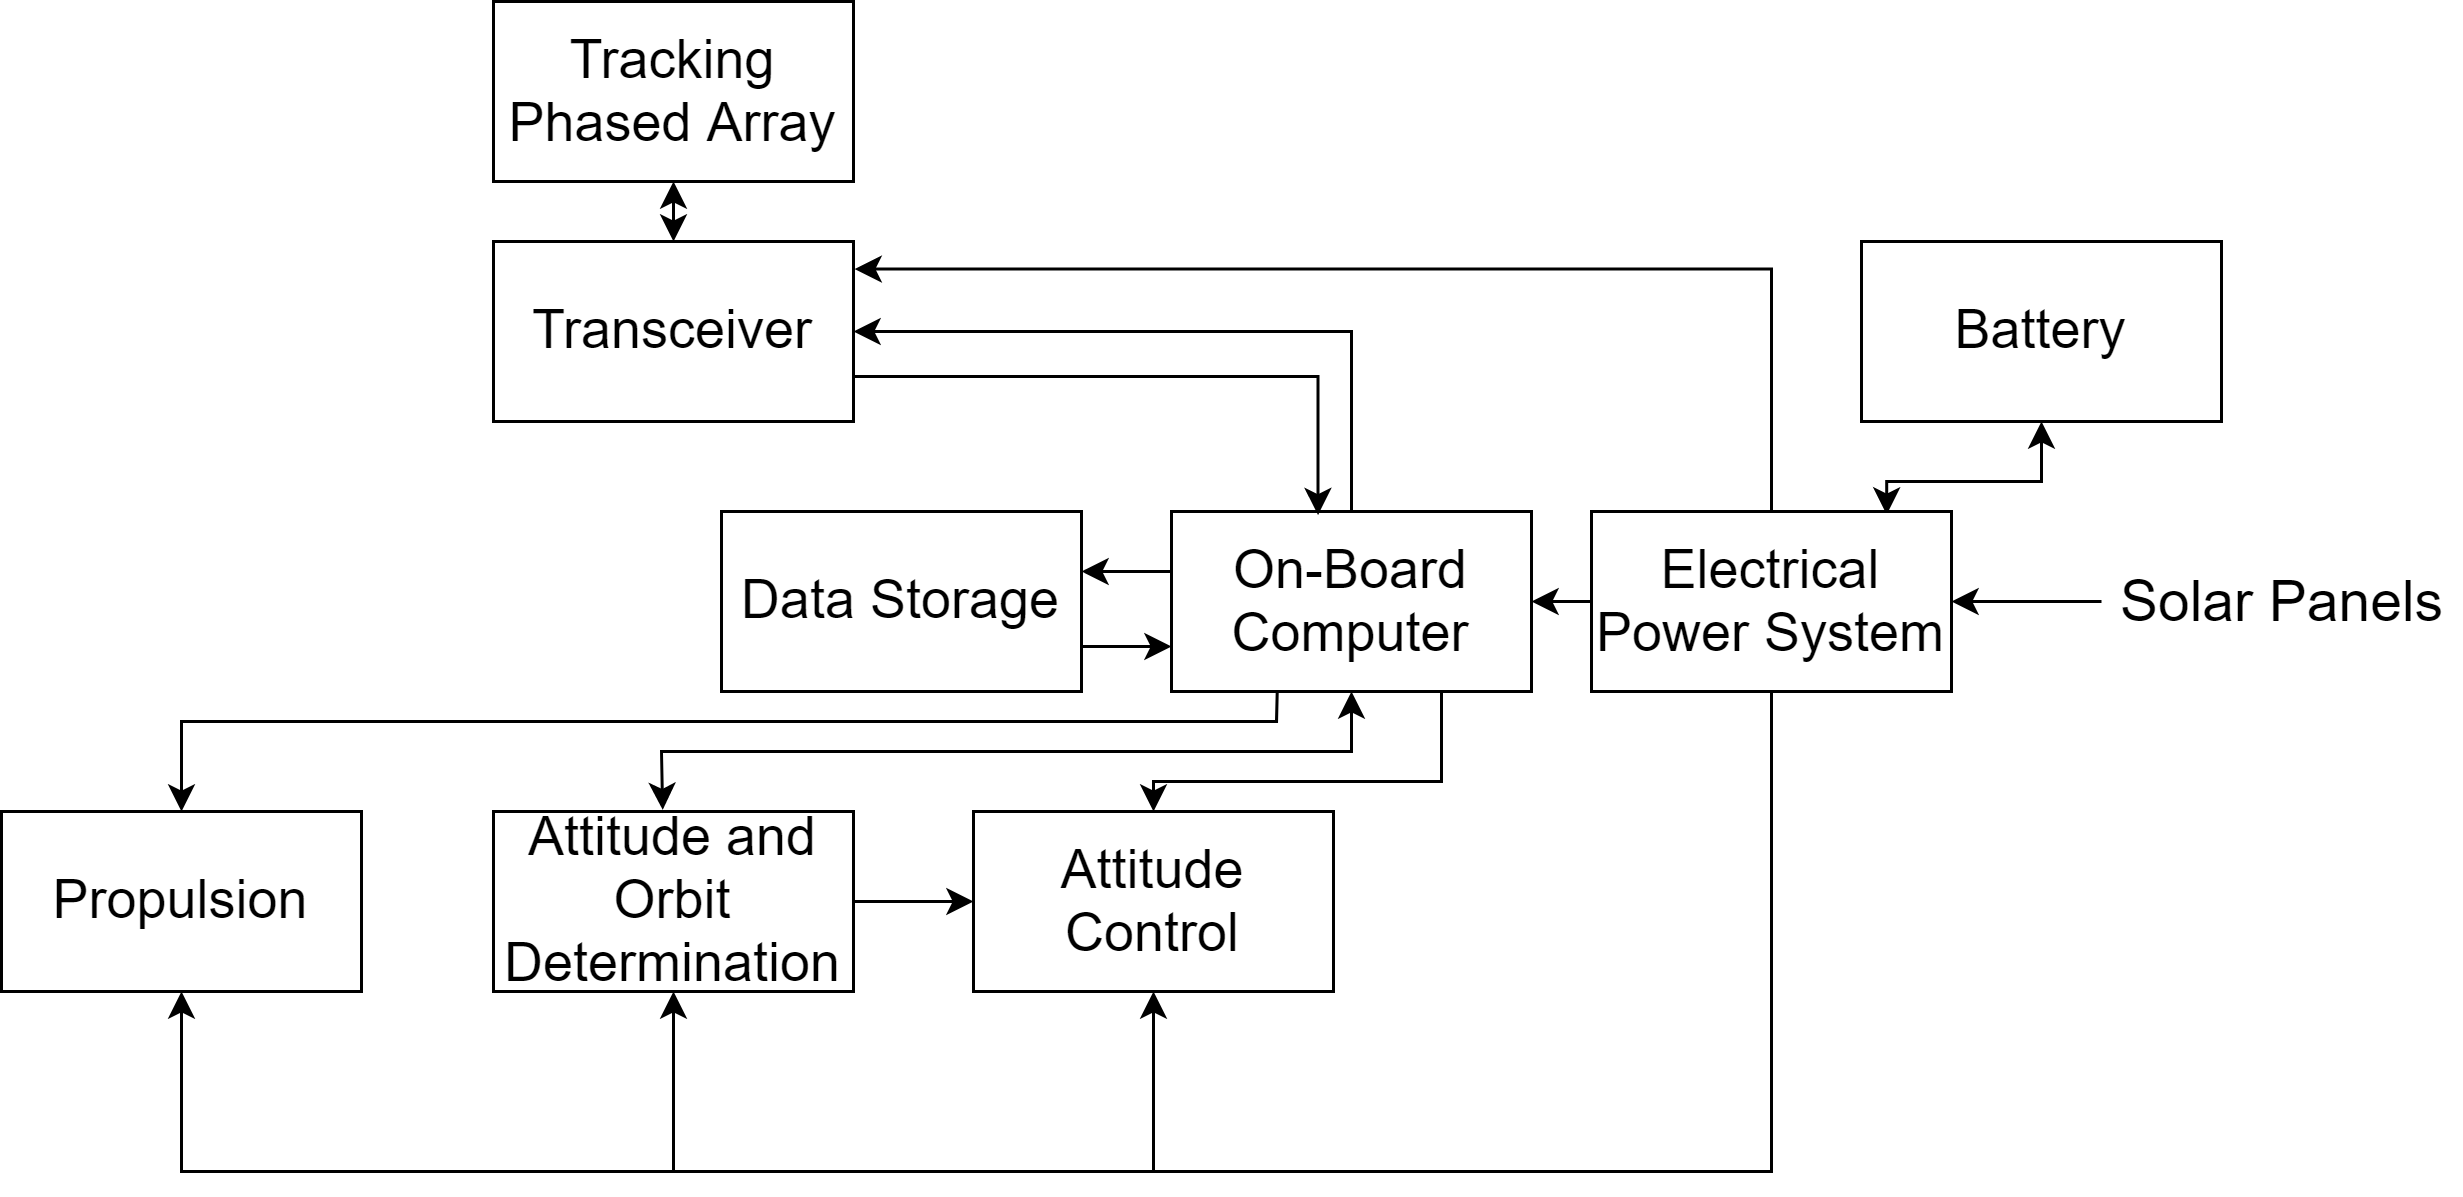 Tracking
Phased Array
Transceiver
Battery
Data Storage
On-Board
Computer
Electrical
Power System
Solar Panels
Propulsion
Attitude and
Orbit
Determination
Attitude
Control